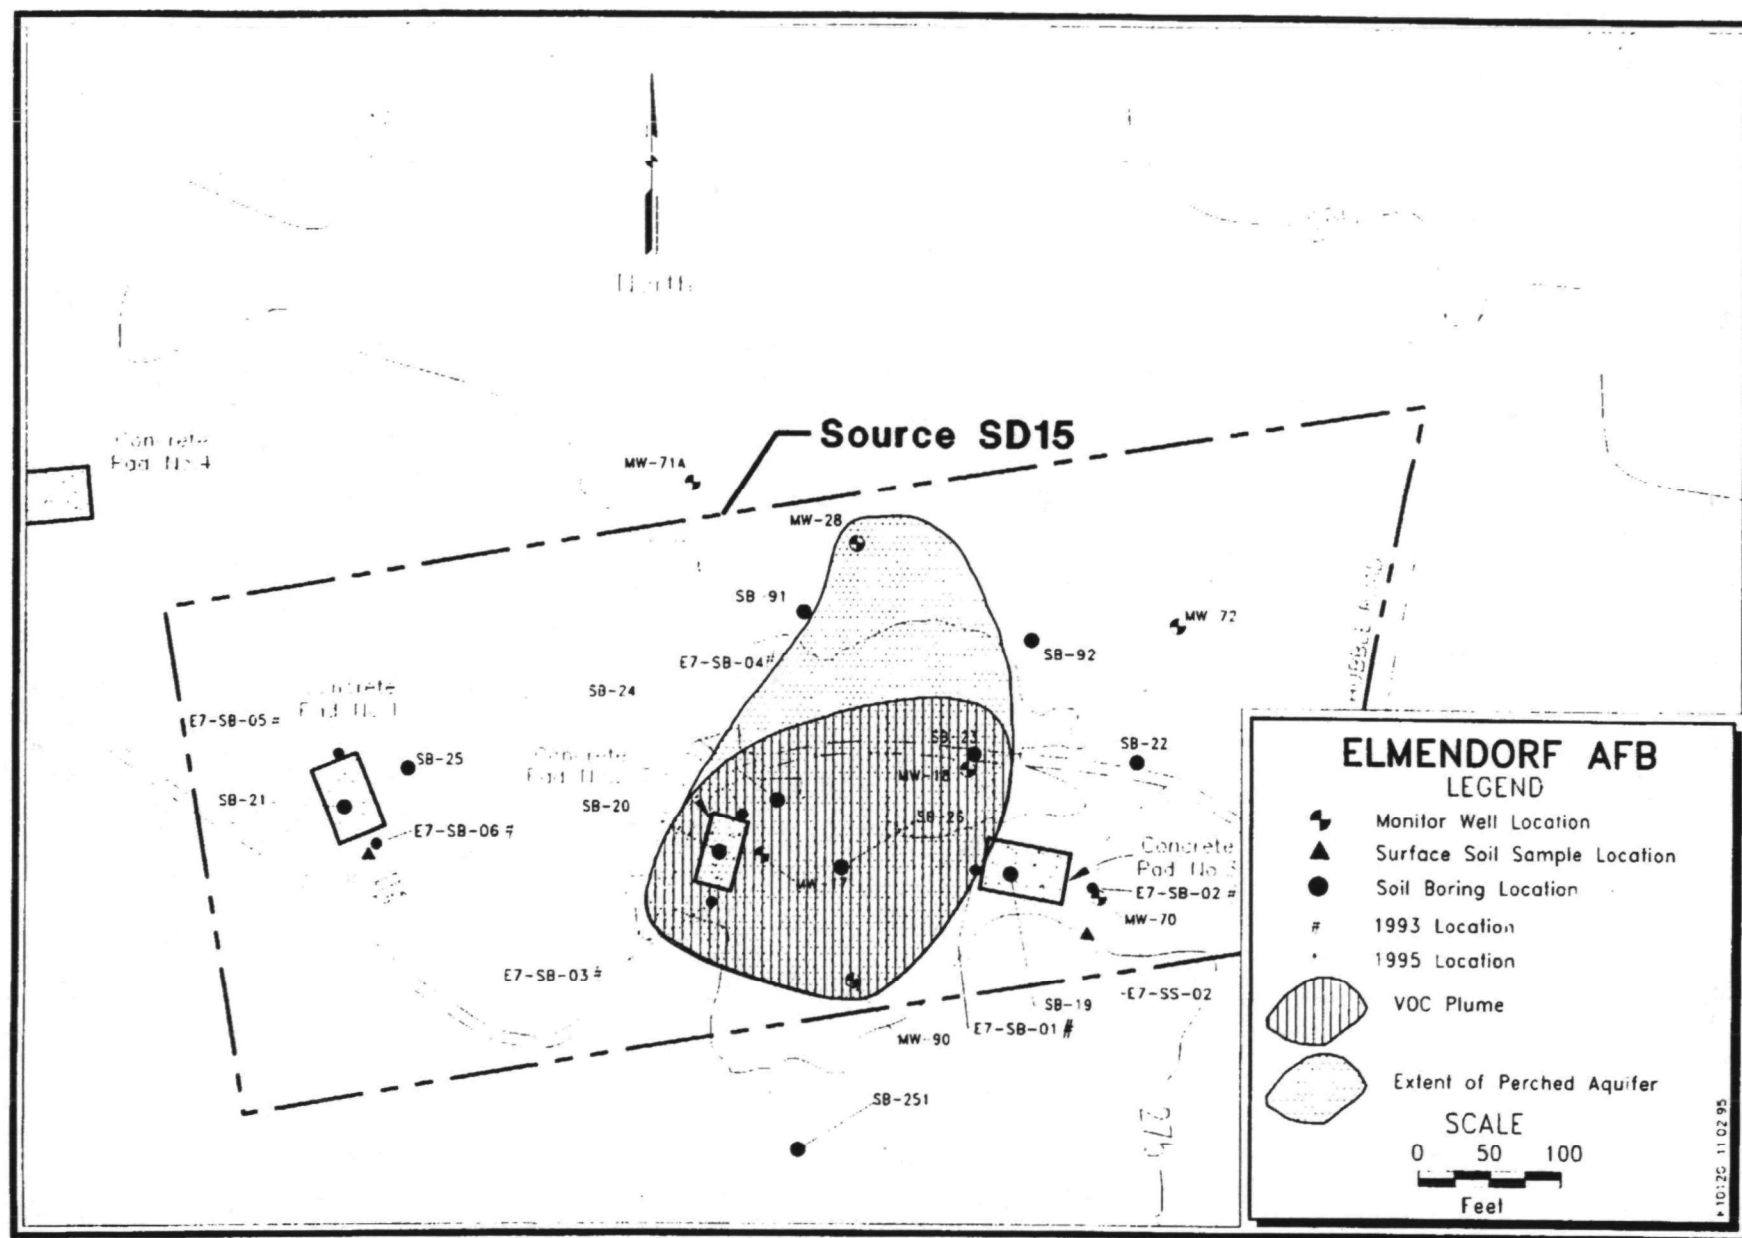 North
Source SD15
Concrete
Pad No 4
MW-71A
MW-28
SB-91
MW 72
E7-SB-04#
SB-92
SB-24
E7-SB-05#
SB-25
SB-23
SB-22
Concrete
MW-18
SB-21
SB-20
SB-26
E7-SB-06#
Concrete
MW-17
E7-SB-02#
MW-70
E7-SB-03#
E7-SS-02
SB-19
E7-SB-01#
MW-90
SB-251
ELMENDORF AFB
LEGEND
Monitor Well Location
Surface Soil Sample Location
Soil Boring Location
# 1993 Location
1995 Location
VOC Plume
Extent of Perched Aquifer
SCALE
0 50 100
Feet